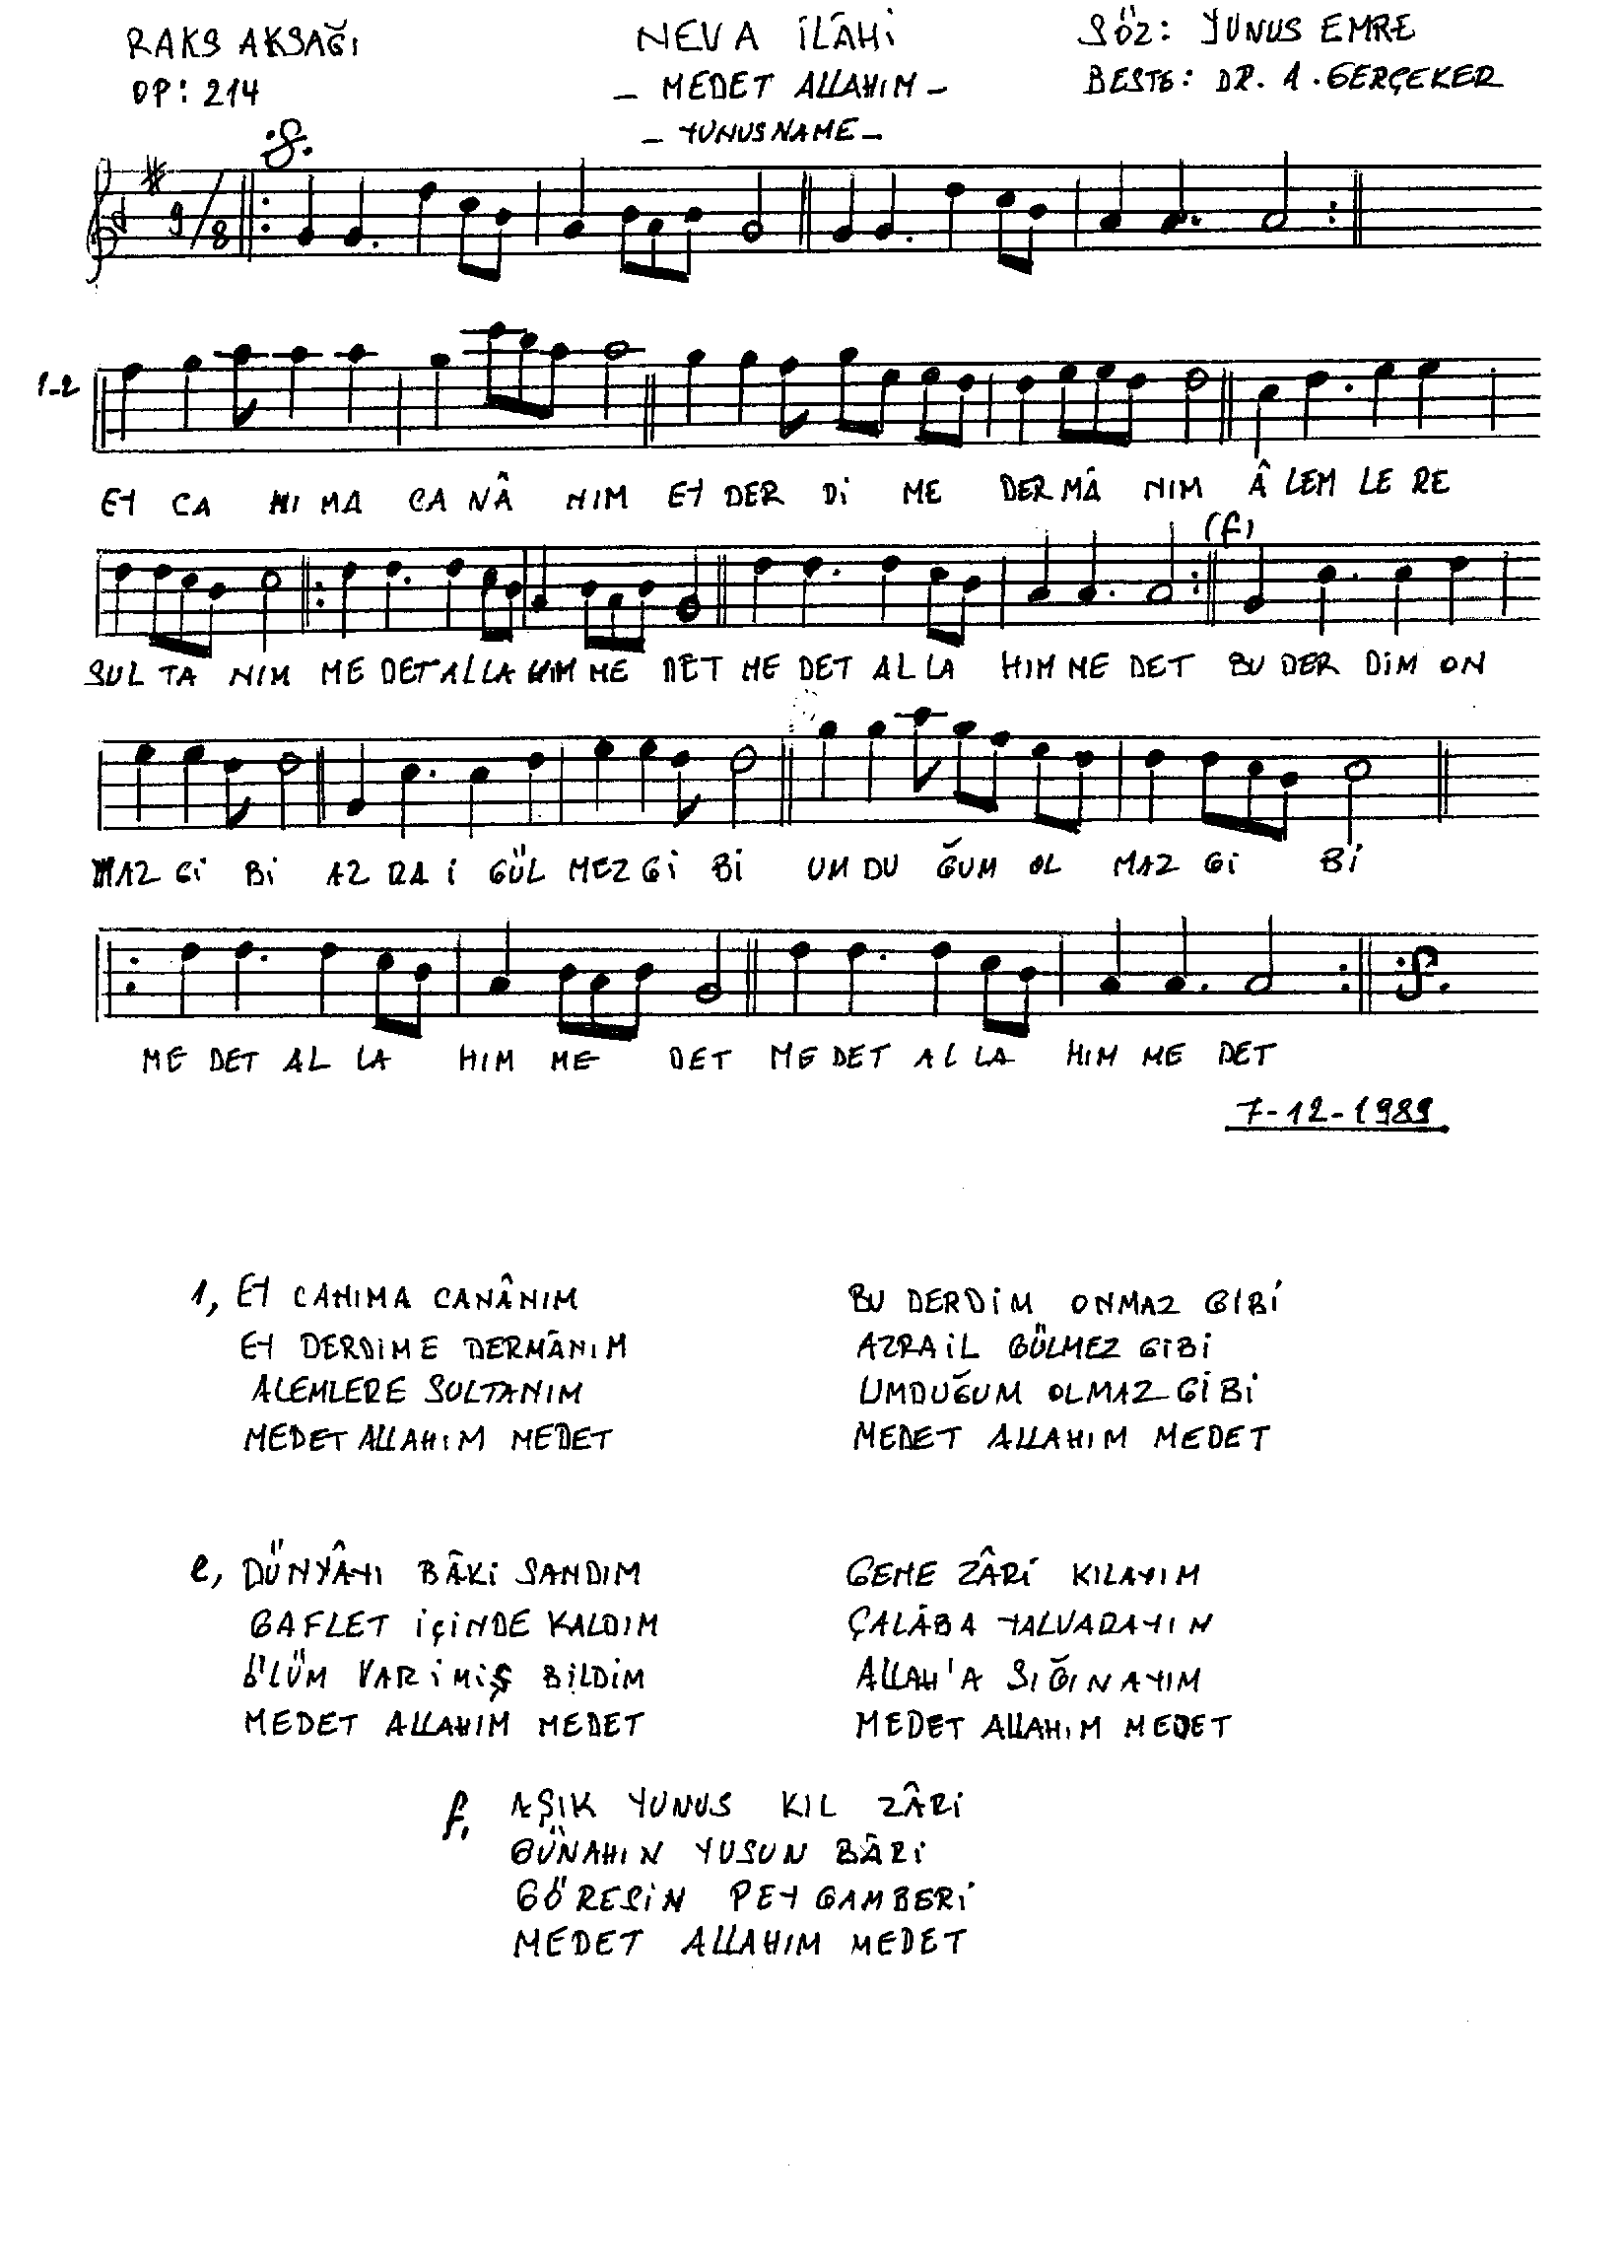 RAKS AKSAĞI
OP: 214
NEVA İLÂHİ
- MEDET ALLAHIM -
- YUNUSNAME -
SÖZ: YUNUS EMRE
BESTE: DR. A. GERÇEKER
9/8
1-2
EY CA NI MA CA NÂ NIM EY DER Dİ ME DER MÂ NIM Â LEM LE RE
(f)
SUL TA NIM ME DET AL LA HIM ME DET ME DET AL LA HIM ME DET BU DER DİM ON
MAZ Gİ Bİ AZ RA İ GÜL MEZ Gİ Bİ UM DU ĞUM OL MAZ Gİ Bİ
ME DET AL LA HIM ME DET ME DET AL LA HIM ME DET
7-12-1989
1, EY CANIMA CANÂNIM
EY DERDİME DERMÂNIM
ALEMLERE SULTANIM
MEDET ALLAHIM MEDET
BU DERDİM ONMAZ GİBİ
AZRAİL GÜLMEZ GİBİ
UMDUĞUM OLMAZ GİBİ
MEDET ALLAHIM MEDET
2, DÜNYÂYI BÂKİ SANDIM
GAFLET İÇİNDE KALDIM
ÖLÜM VAR İMİŞ BİLDİM
MEDET ALLAHIM MEDET
GENE ZÂRİ KILAYIM
ÇALÂBA YALVARAYIN
ALLAH'A SIĞINAYIM
MEDET ALLAHIM MEDET
f. AŞIK YUNUS KIL ZÂRİ
GÜNAHIN YUSUN BÂRİ
GÖRESİN PEYGAMBERİ
MEDET ALLAHIM MEDET